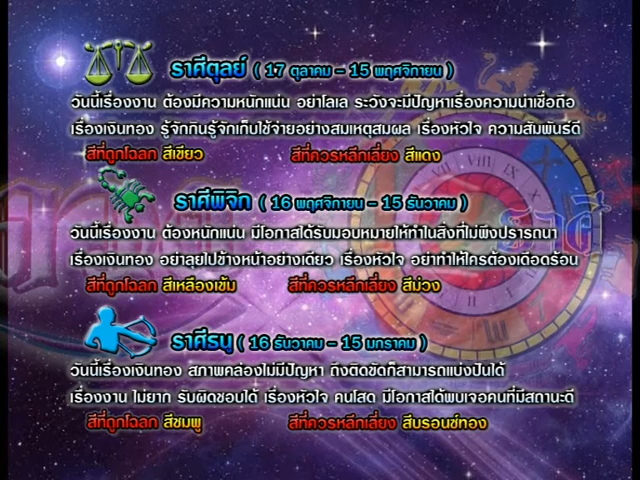 ราศีตุลย์ ( 17 ตุลาคม - 15 พฤศจิกายน )
วันนี้เรื่องงาน ต้องมีความหนักแน่น อย่าโลเล ระวังจะมีปัญหาเรื่องความน่าเชื่อถือ
เรื่องเงินทอง รู้จักกินรู้จักเก็บใช้จ่ายอย่างสมเหตุสมผล เรื่องหัวใจ ความสัมพันธ์ดี
สีที่ถูกโฉลก สีเขียว สีที่ควรหลีกเลี่ยง สีแดง
ราศีพิจิก ( 16 พฤศจิกายน - 15 ธันวาคม )
วันนี้เรื่องงาน ต้องหนักแน่น มีโอกาสได้รับมอบหมายให้ทำในสิ่งที่ไม่พึงปรารถนา
เรื่องเงินทอง อย่าลุยไปข้างหน้าอย่างเดียว เรื่องหัวใจ อย่าทำให้ใครต้องเดือดร้อน
สีที่ถูกโฉลก สีเหลืองเข้ม สีที่ควรหลีกเลี่ยง สีม่วง
ราศีธนู ( 16 ธันวาคม - 15 มกราคม )
วันนี้เรื่องเงินทอง สภาพคล่องไม่มีปัญหา ถึงติดขัดก็สามารถแบ่งปันได้
เรื่องงาน ไม่ยาก รับผิดชอบได้ เรื่องหัวใจ คนโสด มีโอกาสได้พบเจอคนที่มีสถานะดี
สีที่ถูกโฉลก สีชมพู สีที่ควรหลีกเลี่ยง สีบรอนซ์ทอง